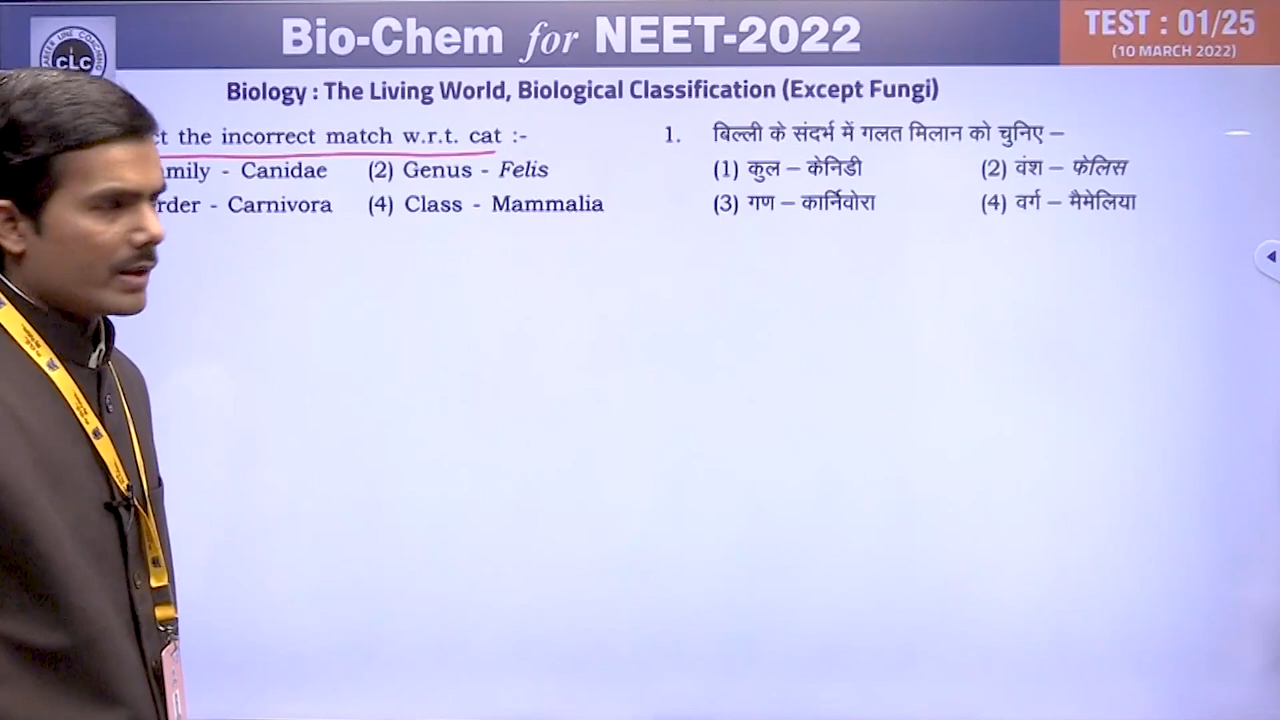 Bio-Chem for NEET-2022
TEST : 01/25
(10 MARCH 2022)
CLC
Biology : The Living World, Biological Classification (Except Fungi)
ct the incorrect match w.r.t. cat :-
mily - Canidae (2) Genus - Felis
rder - Carnivora (4) Class - Mammalia
1. बिल्ली के संदर्भ में गलत मिलान को चुनिए –
(1) कुल – केनिडी (2) वंश – फेलिस
(3) गण – कार्निवोरा (4) वर्ग – मैमेलिया